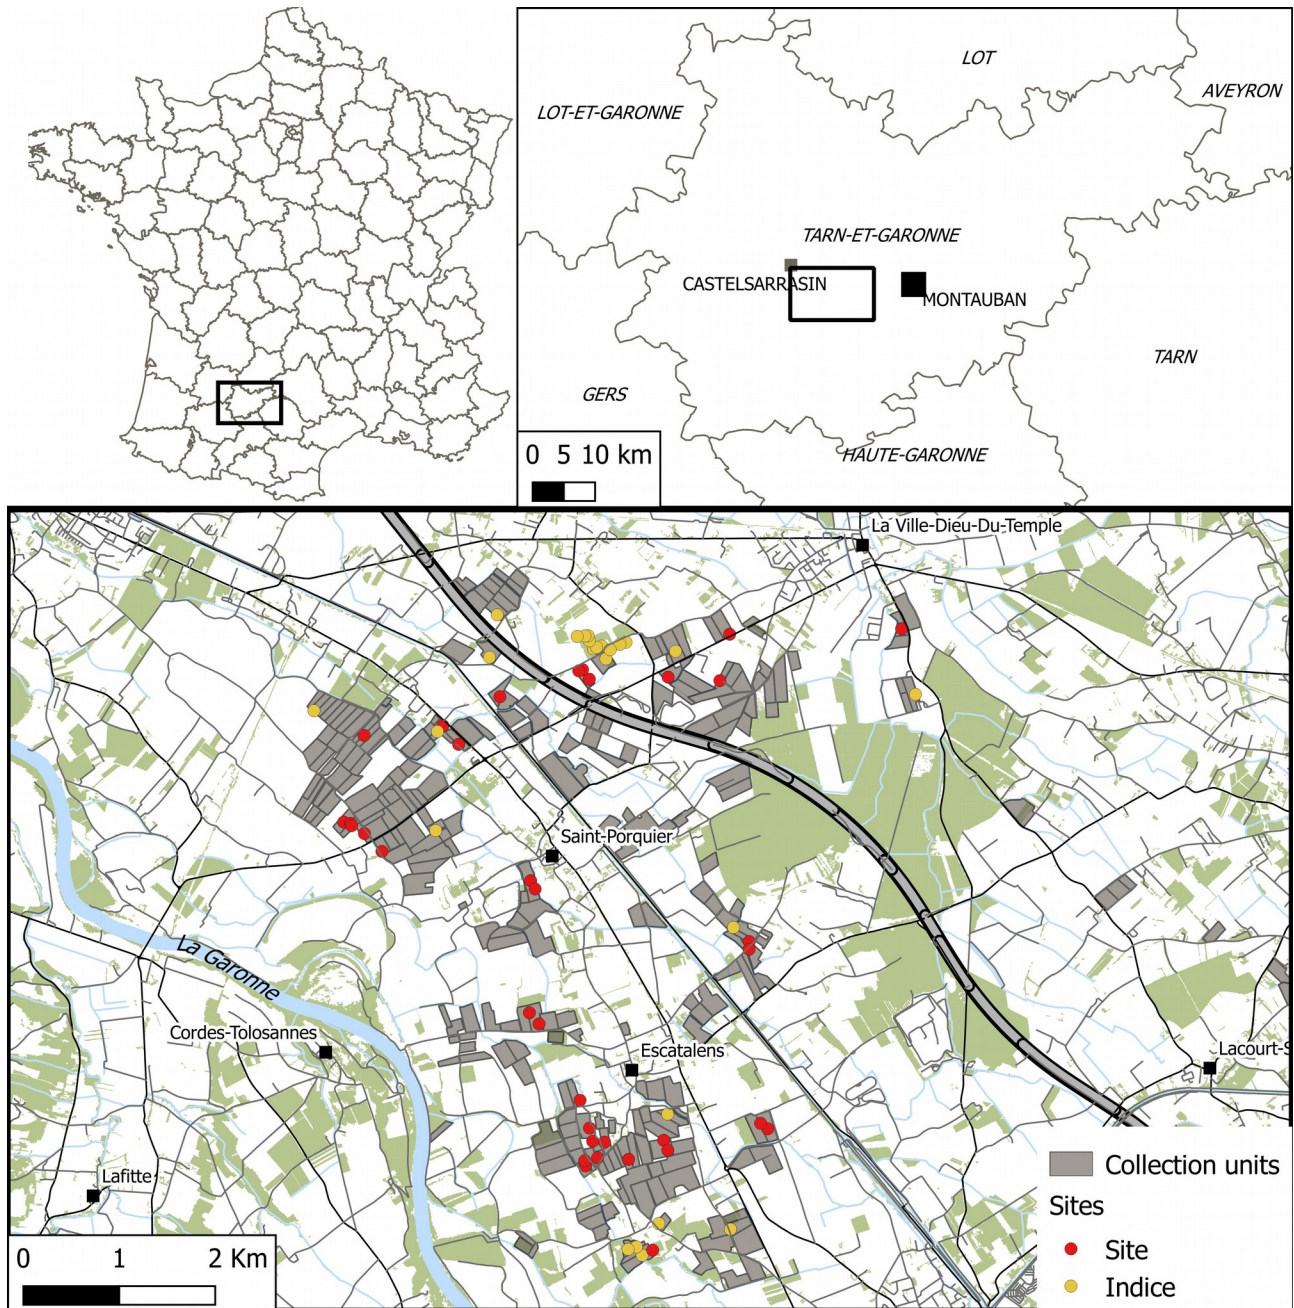 LOT
AVEYRON
LOT-ET-GARONNE
TARN-ET-GARONNE
CASTELSARRASIN
MONTAUBAN
TARN
GERS
HAUTE-GARONNE
0 5 10 km
La Ville-Dieu-Du-Temple
Saint-Porquier
La Garonne
Cordes-Tolosannes
Escatalens
Lacourt-S
Lafitte
Collection units
Sites
Site
Indice
0 1 2 Km